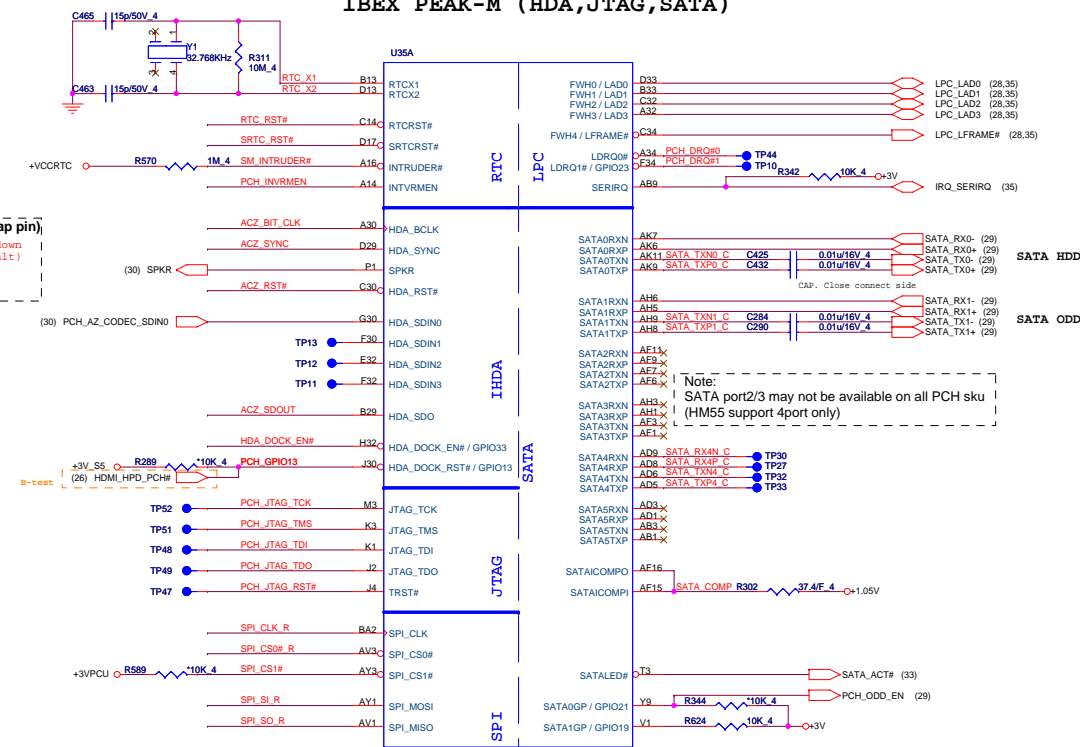 IBEX PEAK-M (HDA,JTAG,SATA)
C465 15p/50V_4
2 1
Y1
32.768KHz
3 4
R311
10M_4
C463 15p/50V_4
RTC_X1
RTC_X2
+VCCRTC R570 1M_4
RTC_RST#
SRTC_RST#
SM_INTRUDER#
PCH_INVRMEN
ap pin)
down
lt)
ACZ_BIT_CLK
ACZ_SYNC
(30) SPKR
ACZ_RST#
(30) PCH_AZ_CODEC_SDIN0
TP13
TP12
TP11
ACZ_SDOUT
HDA_DOCK_EN#
+3V_S5 R289 *10K_4 PCH_GPIO13
B-test (26) HDMI_HPD_PCH#
TP52 PCH_JTAG_TCK
TP51 PCH_JTAG_TMS
TP48 PCH_JTAG_TDI
TP49 PCH_JTAG_TDO
TP47 PCH_JTAG_RST#
SPI_CLK_R
SPI_CS0#_R
+3VPCU R589 *10K_4 SPI_CS1#
SPI_SI_R
SPI_SO_R
U35A
B13 RTCX1
D13 RTCX2
C14 RTCRST#
D17 SRTCRST#
A16 INTRUDER#
A14 INTVRMEN
RTC
LPC
A30 HDA_BCLK
D29 HDA_SYNC
P1 SPKR
C30 HDA_RST#
G30 HDA_SDIN0
F30 HDA_SDIN1
E32 HDA_SDIN2
F32 HDA_SDIN3
B29 HDA_SDO
H32 HDA_DOCK_EN# / GPIO33
J30 HDA_DOCK_RST# / GPIO13
IHDA
SATA
M3 JTAG_TCK
K3 JTAG_TMS
K1 JTAG_TDI
J2 JTAG_TDO
J4 TRST#
JTAG
BA2 SPI_CLK
AV3 SPI_CS0#
AY3 SPI_CS1#
AY1 SPI_MOSI
AV1 SPI_MISO
SPI
FWH0 / LAD0 D33 LPC_LAD0 (28,35)
FWH1 / LAD1 B33 LPC_LAD1 (28,35)
FWH2 / LAD2 C32 LPC_LAD2 (28,35)
FWH3 / LAD3 A32 LPC_LAD3 (28,35)
FWH4 / LFRAME# C34 LPC_LFRAME# (28,35)
LDRQ0# A34 PCH_DRQ#0 TP44
LDRQ1# / GPIO23 F34 PCH_DRQ#1 TP10
R342 10K_4 +3V
SERIRQ AB9 IRQ_SERIRQ (35)
SATA0RXN AK7 SATA_RX0- (29)
SATA0RXP AK6 SATA_RX0+ (29)
SATA0TXN AK11 SATA_TXN0_C C425 0.01u/16V_4 SATA_TX0- (29)
SATA0TXP AK9 SATA_TXP0_C C432 0.01u/16V_4 SATA_TX0+ (29)
SATA HDD
CAP. Close connect side
SATA1RXN AH6 SATA_RX1- (29)
SATA1RXP AH5 SATA_RX1+ (29)
SATA1TXN AH9 SATA_TXN1_C C284 0.01u/16V_4 SATA_TX1- (29)
SATA1TXP AH8 SATA_TXP1_C C290 0.01u/16V_4 SATA_TX1+ (29)
SATA ODD
SATA2RXN AF11
SATA2RXP AF9
SATA2TXN AF7
SATA2TXP AF6
Note:
SATA port2/3 may not be available on all PCH sku
(HM55 support 4port only)
SATA3RXN AH3
SATA3RXP AH1
SATA3TXN AF3
SATA3TXP AF1
SATA4RXN AD9 SATA_RX4N_C TP30
SATA4RXP AD8 SATA_RX4P_C TP27
SATA4TXN AD6 SATA_TXN4_C TP32
SATA4TXP AD5 SATA_TXP4_C TP33
SATA5RXN AD3
SATA5RXP AD1
SATA5TXN AB3
SATA5TXP AB1
SATAICOMPO AF16
SATAICOMPI AF15 SATA_COMP R302 37.4/F_4 +1.05V
SATALED# T3 SATA_ACT# (33)
PCH_ODD_EN (29)
SATA0GP / GPIO21 Y9 R344 *10K_4
SATA1GP / GPIO19 V1 R624 10K_4 +3V